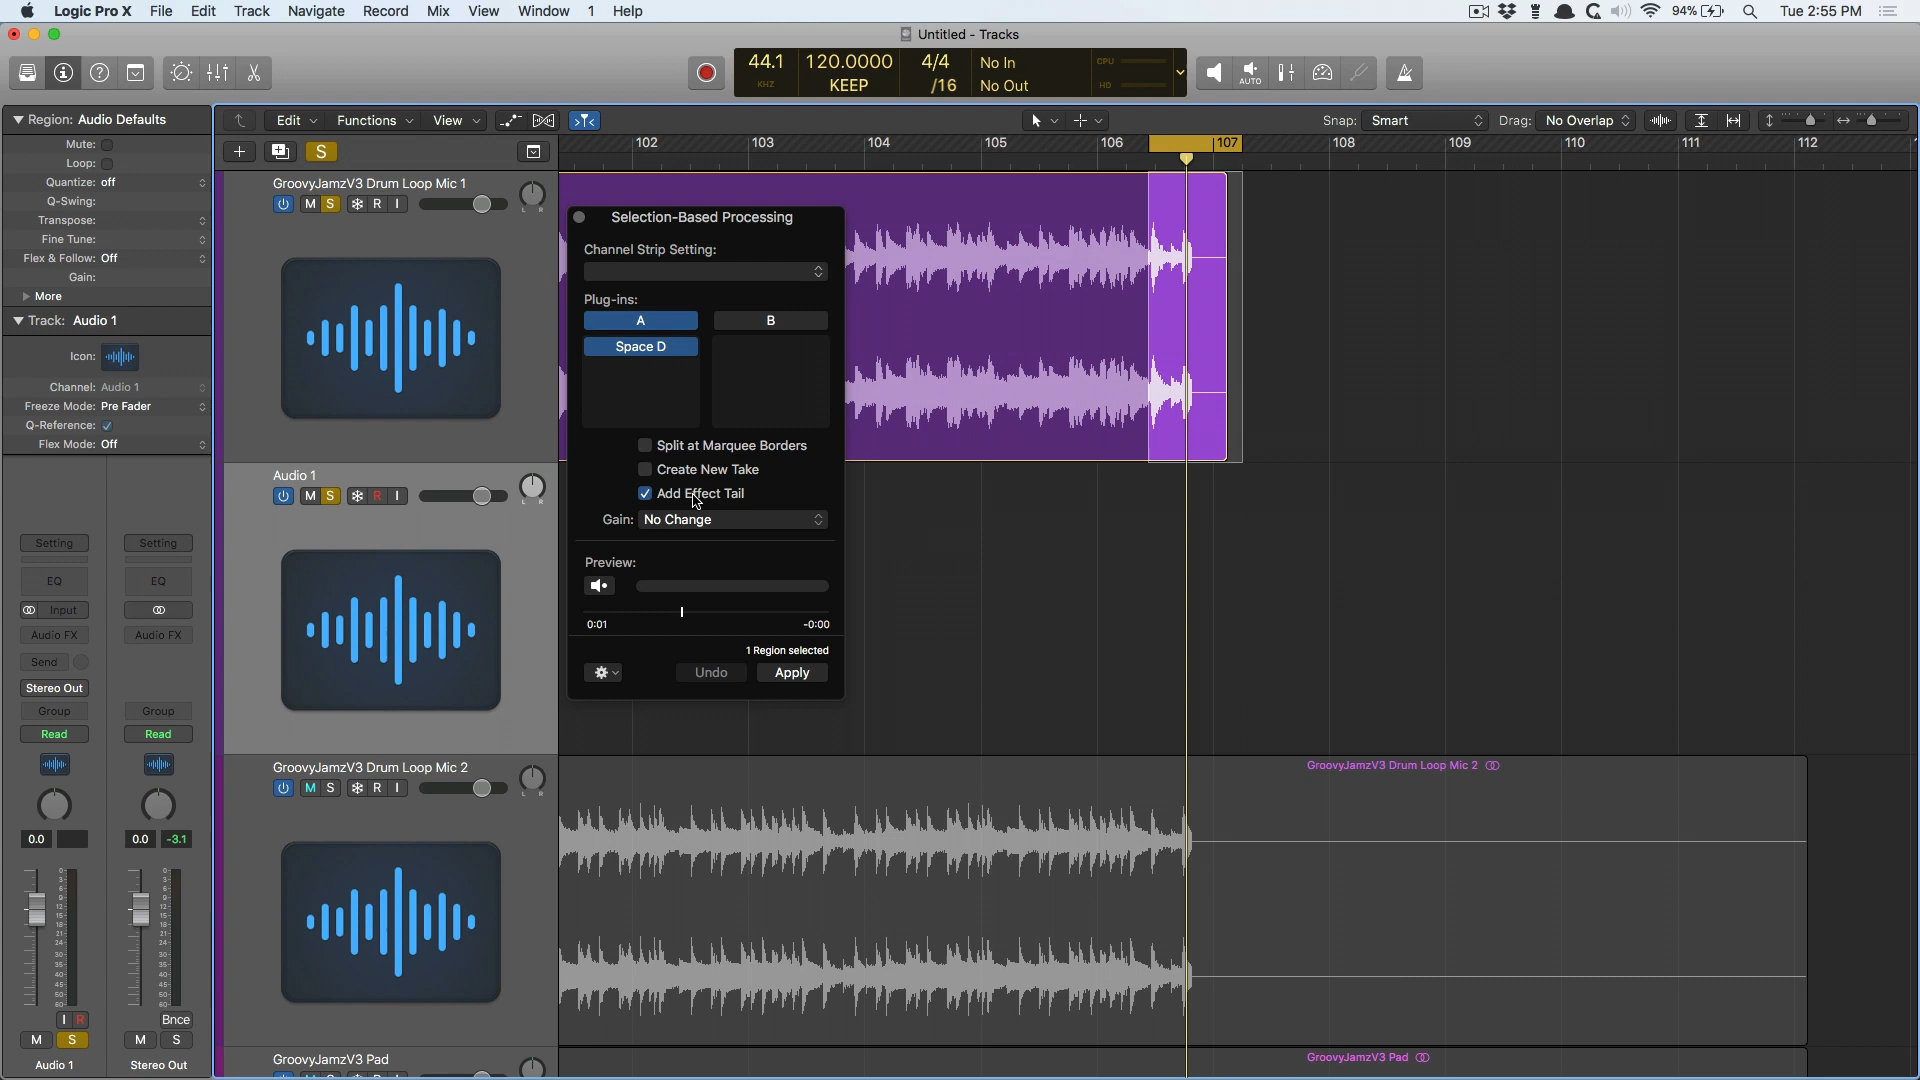 Logic Pro X File Edit Track Navigate Record Mix View Window 1 Help 94% Tue 2:55 PM
Untitled - Tracks
44.1 120.0000 4/4 No In CPU
KHZ KEEP /16 No Out HD
AUTO
Region: Audio Defaults
Mute:
Loop:
Quantize: off
Q-Swing:
Transpose:
Fine Tune:
Flex & Follow: Off
Gain:
More
Track: Audio 1
Icon:
Channel: Audio 1
Freeze Mode: Pre Fader
Q-Reference:
Flex Mode: Off
Setting Setting
EQ EQ
Input
Audio FX Audio FX
Send
Stereo Out
Group Group
Read Read
0.0 0.0 -3.1
I R Bnce
M S M S
Audio 1 Stereo Out
Edit Functions View Snap: Smart Drag: No Overlap
S
102 103 104 105 106 107 108 109 110 111 112
GroovyJamzV3 Drum Loop Mic 1
M S R I L R
Audio 1
M S R I L R
GroovyJamzV3 Drum Loop Mic 2
M S R I L R
GroovyJamzV3 Pad
Selection-Based Processing
Channel Strip Setting:
Plug-ins:
A B
Space D
Split at Marquee Borders
Create New Take
Add Effect Tail
Gain: No Change
Preview:
0:01 -0:00
1 Region selected
Undo Apply
GroovyJamzV3 Drum Loop Mic 2
GroovyJamzV3 Pad